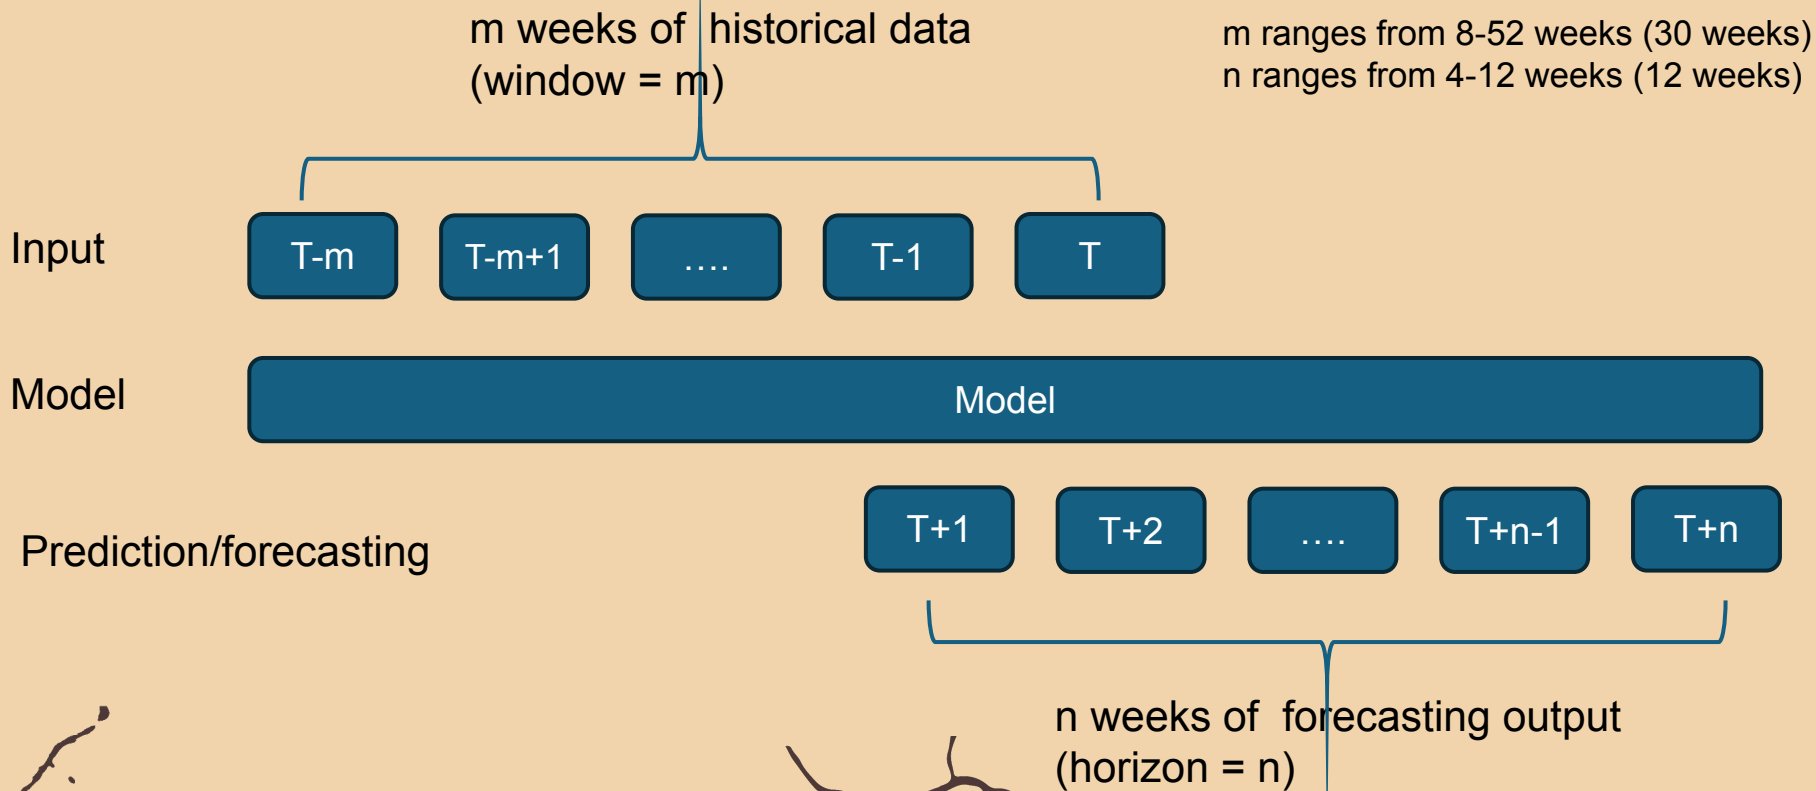 m weeks of historical data
(window = m)
m ranges from 8-52 weeks (30 weeks)
n ranges from 4-12 weeks (12 weeks)
Input
T-m
T-m+1
....
T-1
T
Model
Model
Prediction/forecasting
T+1
T+2
....
T+n-1
T+n
n weeks of forecasting output
(horizon = n)